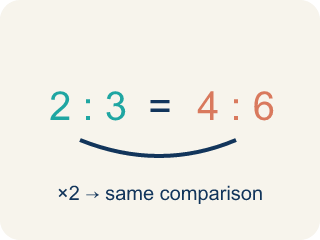 2 : 3 = 4 : 6
×2 → same comparison